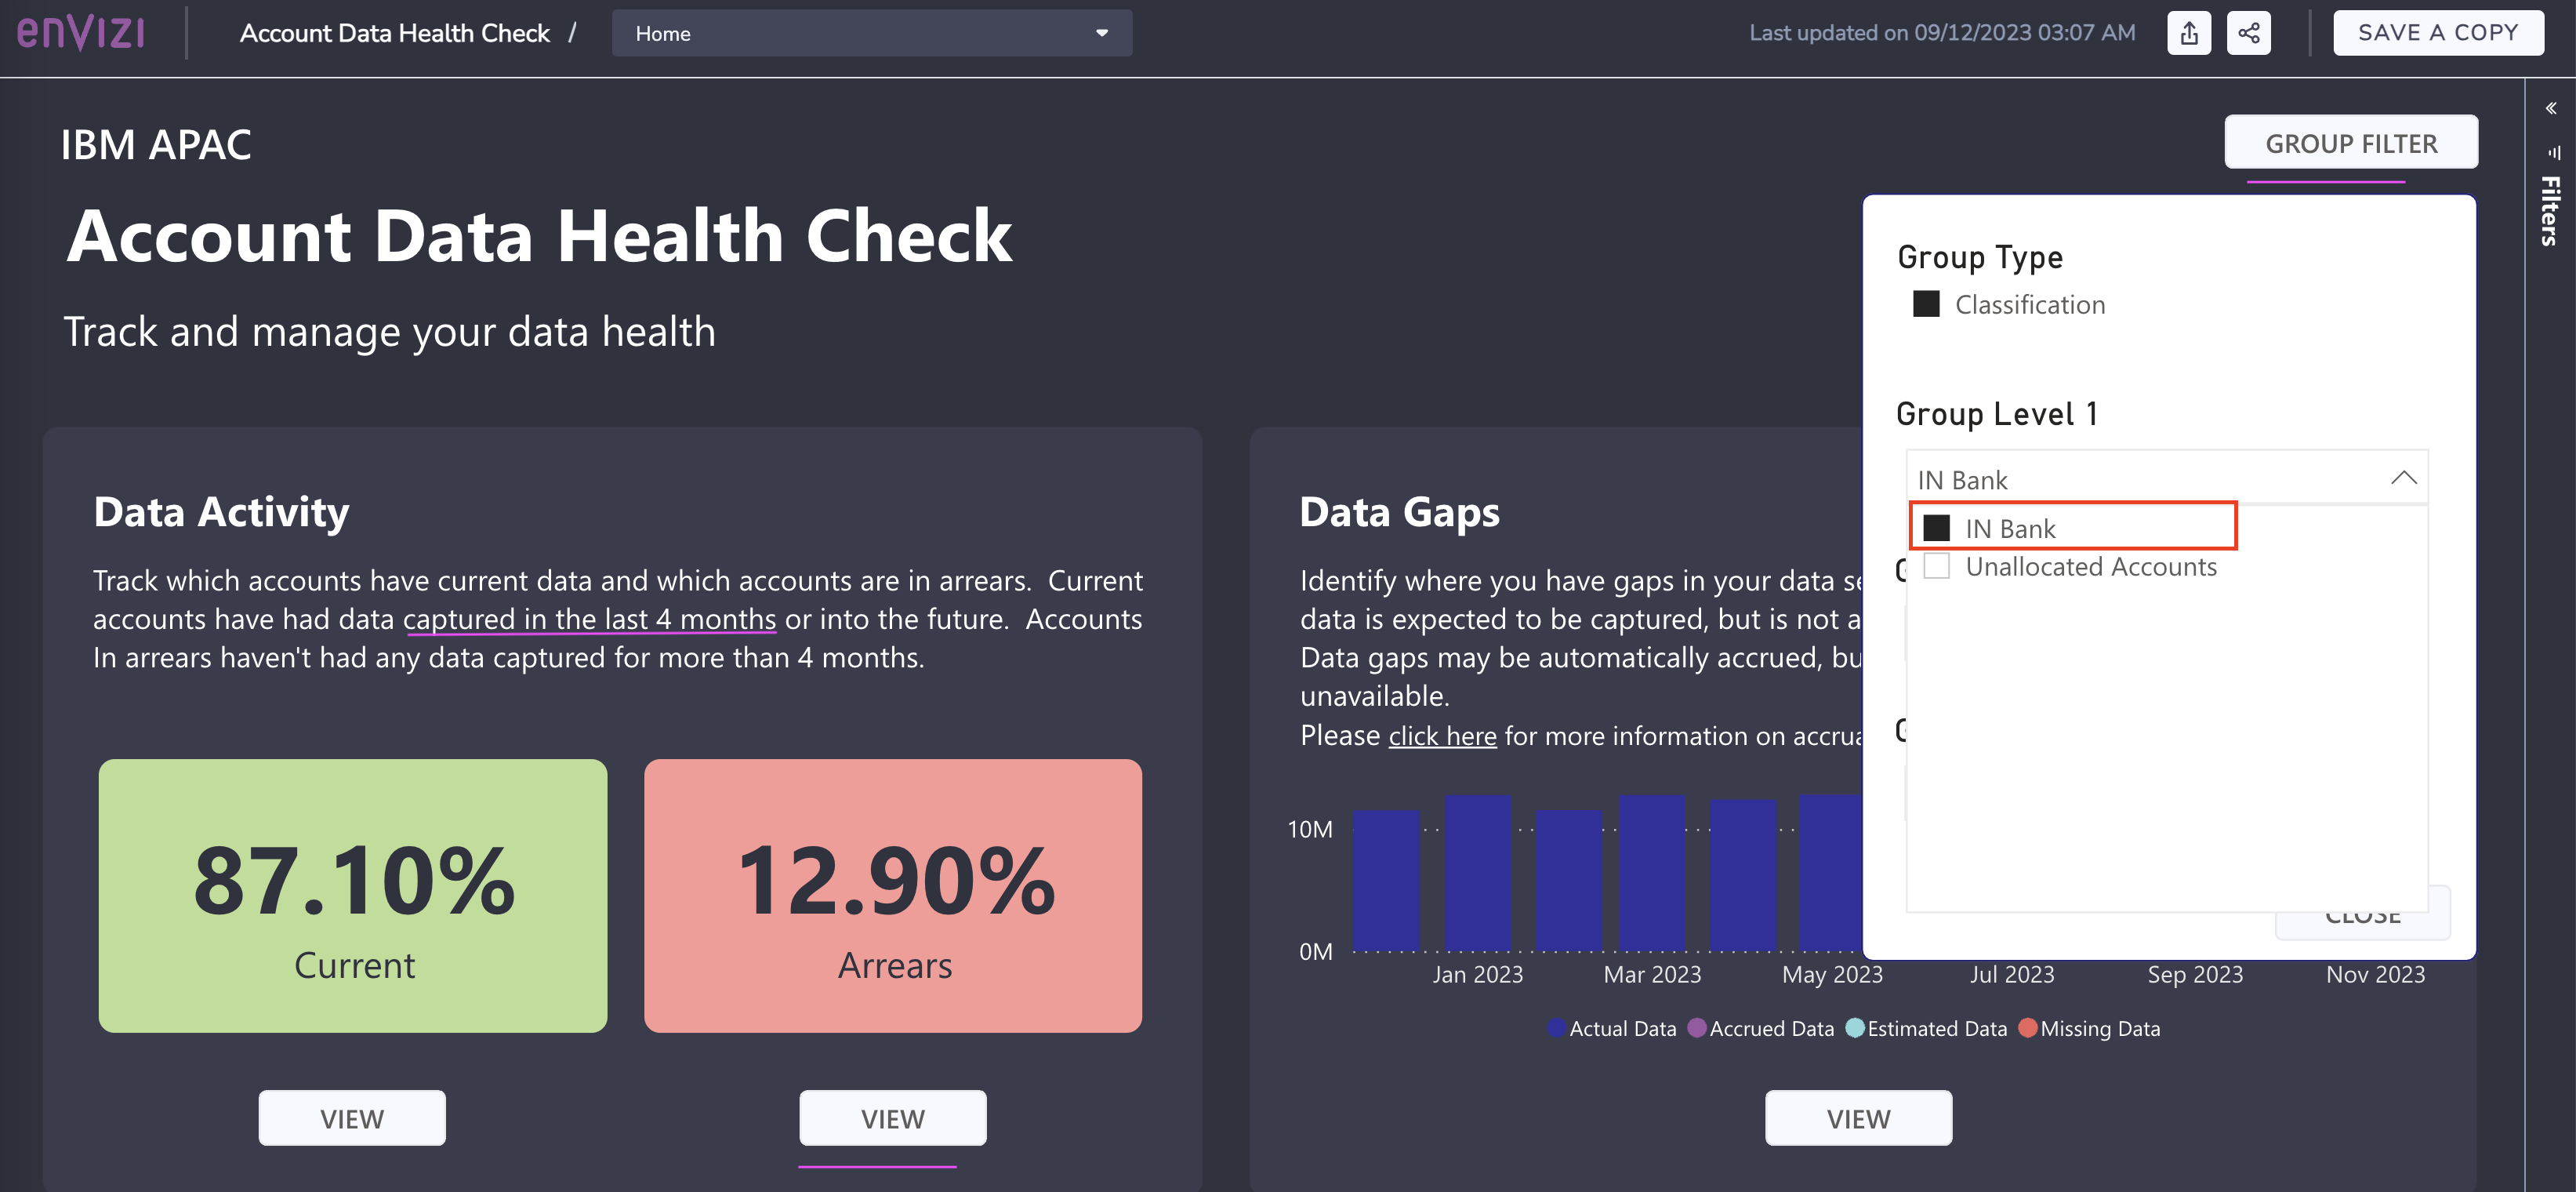 enVizi
Account Data Health Check /
Home
Last updated on 09/12/2023 03:07 AM
SAVE A COPY
IBM APAC
GROUP FILTER
Filters
Account Data Health Check
Track and manage your data health
Group Type
Classification
Group Level 1
IN Bank
IN Bank
Unallocated Accounts
CLOSE
Data Activity
Track which accounts have current data and which accounts are in arrears. Current
accounts have had data captured in the last 4 months or into the future. Accounts
In arrears haven't had any data captured for more than 4 months.
87.10%
Current
12.90%
Arrears
VIEW
VIEW
Data Gaps
Identify where you have gaps in your data
data is expected to be captured, but is not
Data gaps may be automatically accrued,
unavailable.
Please click here for more information on
10M
0M
Jan 2023
Mar 2023
May 2023
Jul 2023
Sep 2023
Nov 2023
Actual Data
Accrued Data
Estimated Data
Missing Data
VIEW